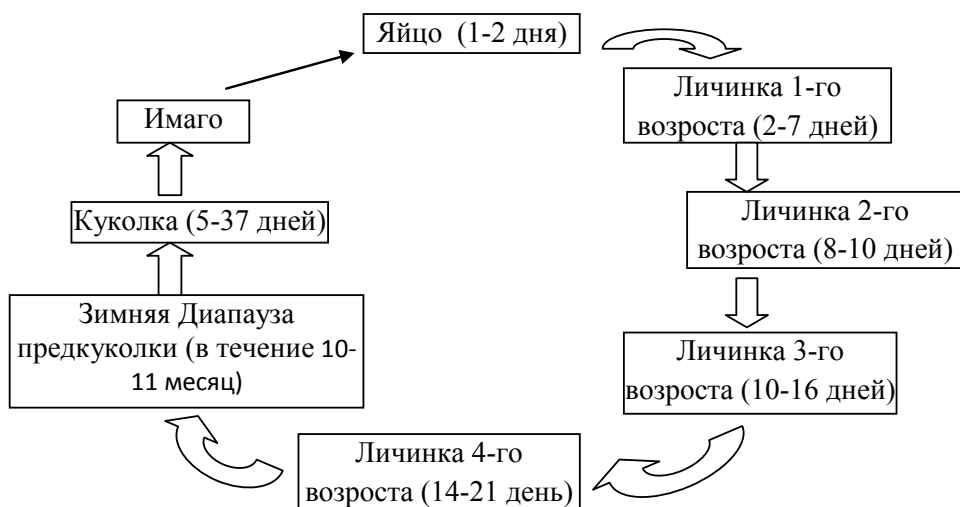 Яйцо (1-2 дня)
Личинка 1-го
возроста (2-7 дней)
Личинка 2-го
возроста (8-10 дней)
Личинка 3-го
возроста (10-16 дней)
Личинка 4-го
возроста (14-21 день)
Зимняя Диапауза
предкуколки (в течение 10-
11 месяц)
Куколка (5-37 дней)
Имаго